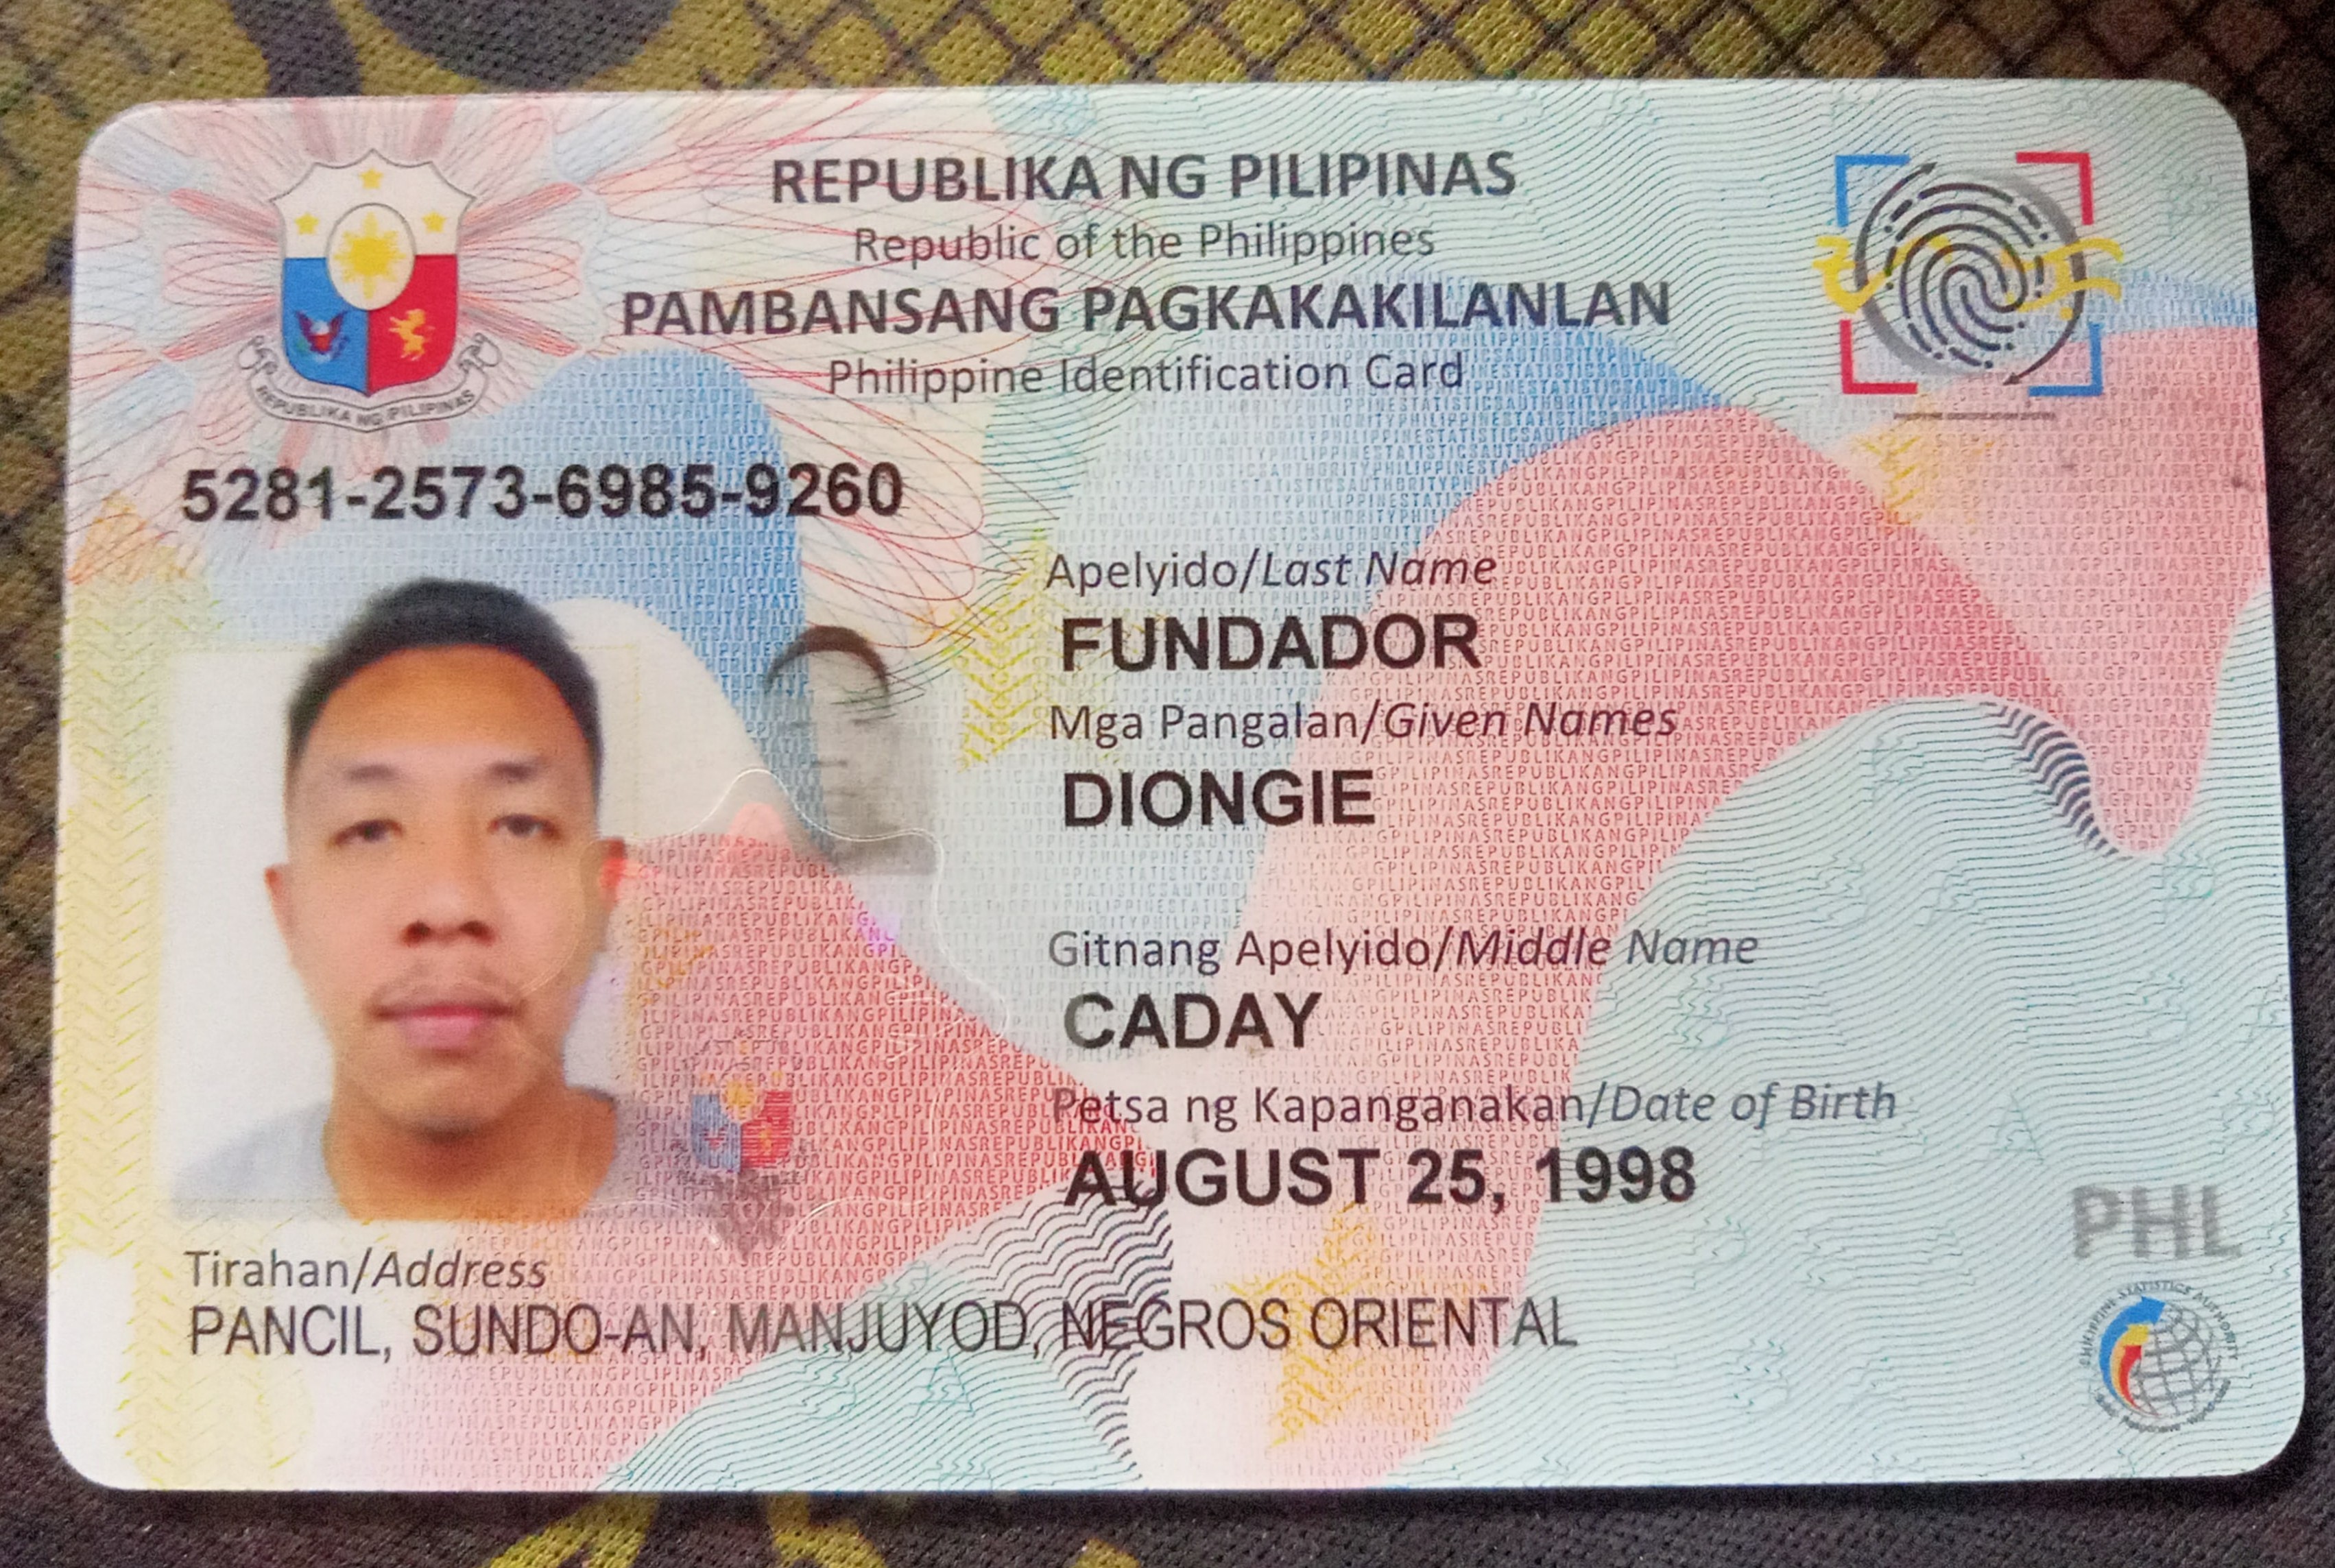 REPUBLIKA NG PILIPINAS
Republic of the Philippines
PAMBANSANG PAGKAKAKILANLAN
Philippine Identification Card
REPUBLIKA NG PILIPINAS
5281-2573-6985-9260
Apelyido/Last Name
FUNDADOR
Mga Pangalan/Given Names
DIONGIE
Gitnang Apelyido/Middle Name
CADAY
Petsa ng Kapanganakan/Date of Birth
AUGUST 25, 1998
PHL
Tirahan/Address
PANCIL, SUNDO-AN, MANJUYOD, NEGROS ORIENTAL
PHILIPPINE STATISTICS AUTHORITY